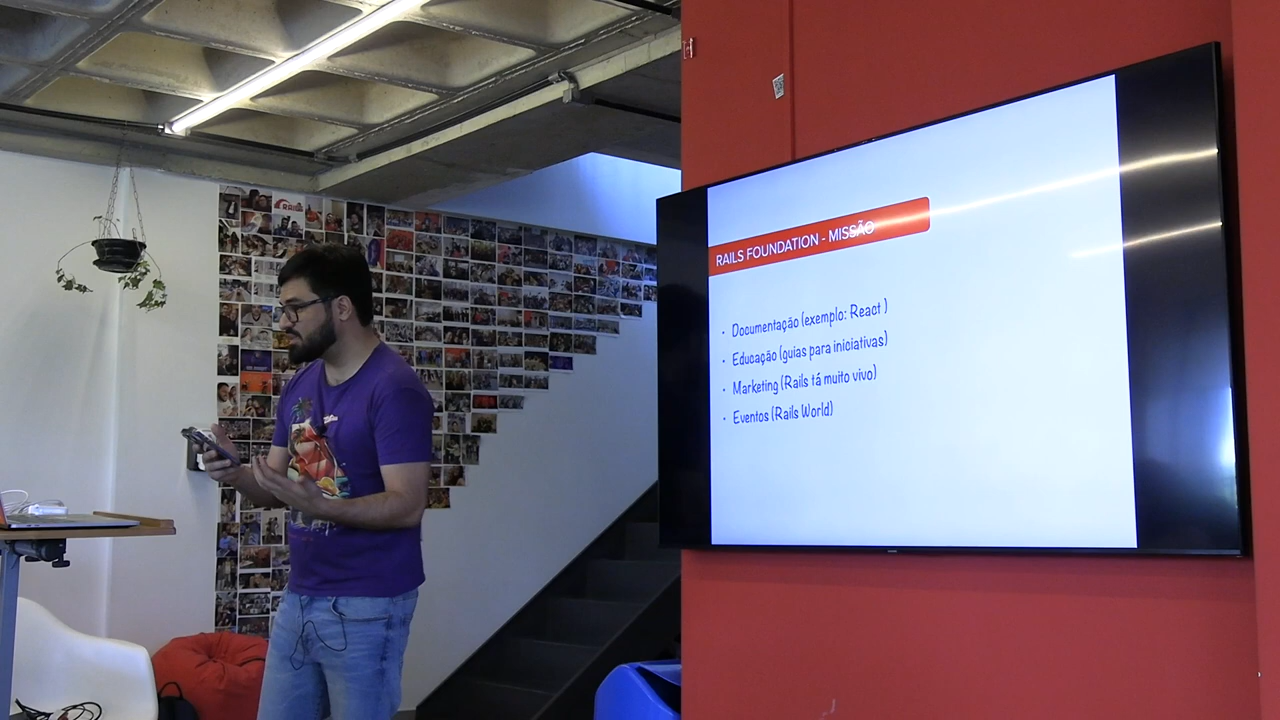 RAILS FOUNDATION - MISSÃO
• Documentação (exemplo: React )
• Educação (guias para iniciativas)
• Marketing (Rails tá muito vivo)
• Eventos (Rails World)